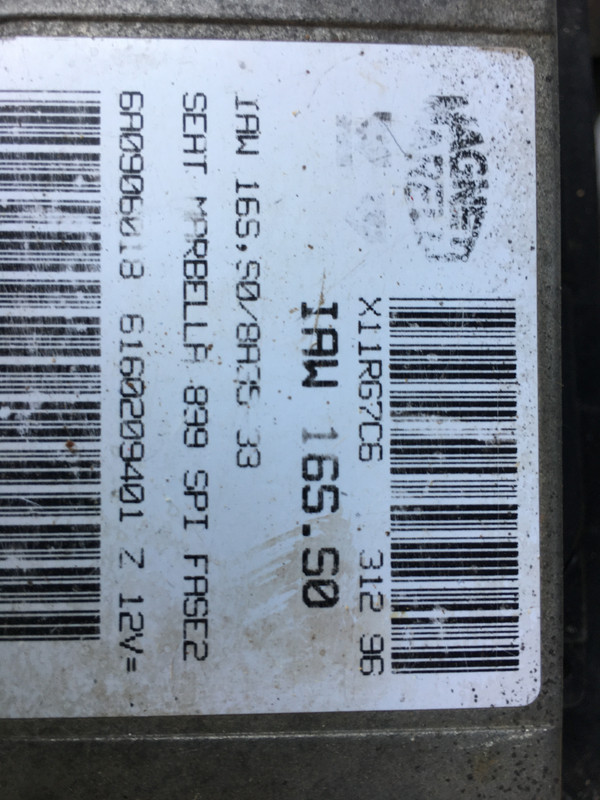 MAGNETI
MARELLI
X11RG7C6 312 96
IAW 16S.S0
IAW 16S,S0/8A35 33
SEAT MARBELLA 899 SPI FASE2
6A0906018 6160209401 Z 12V=